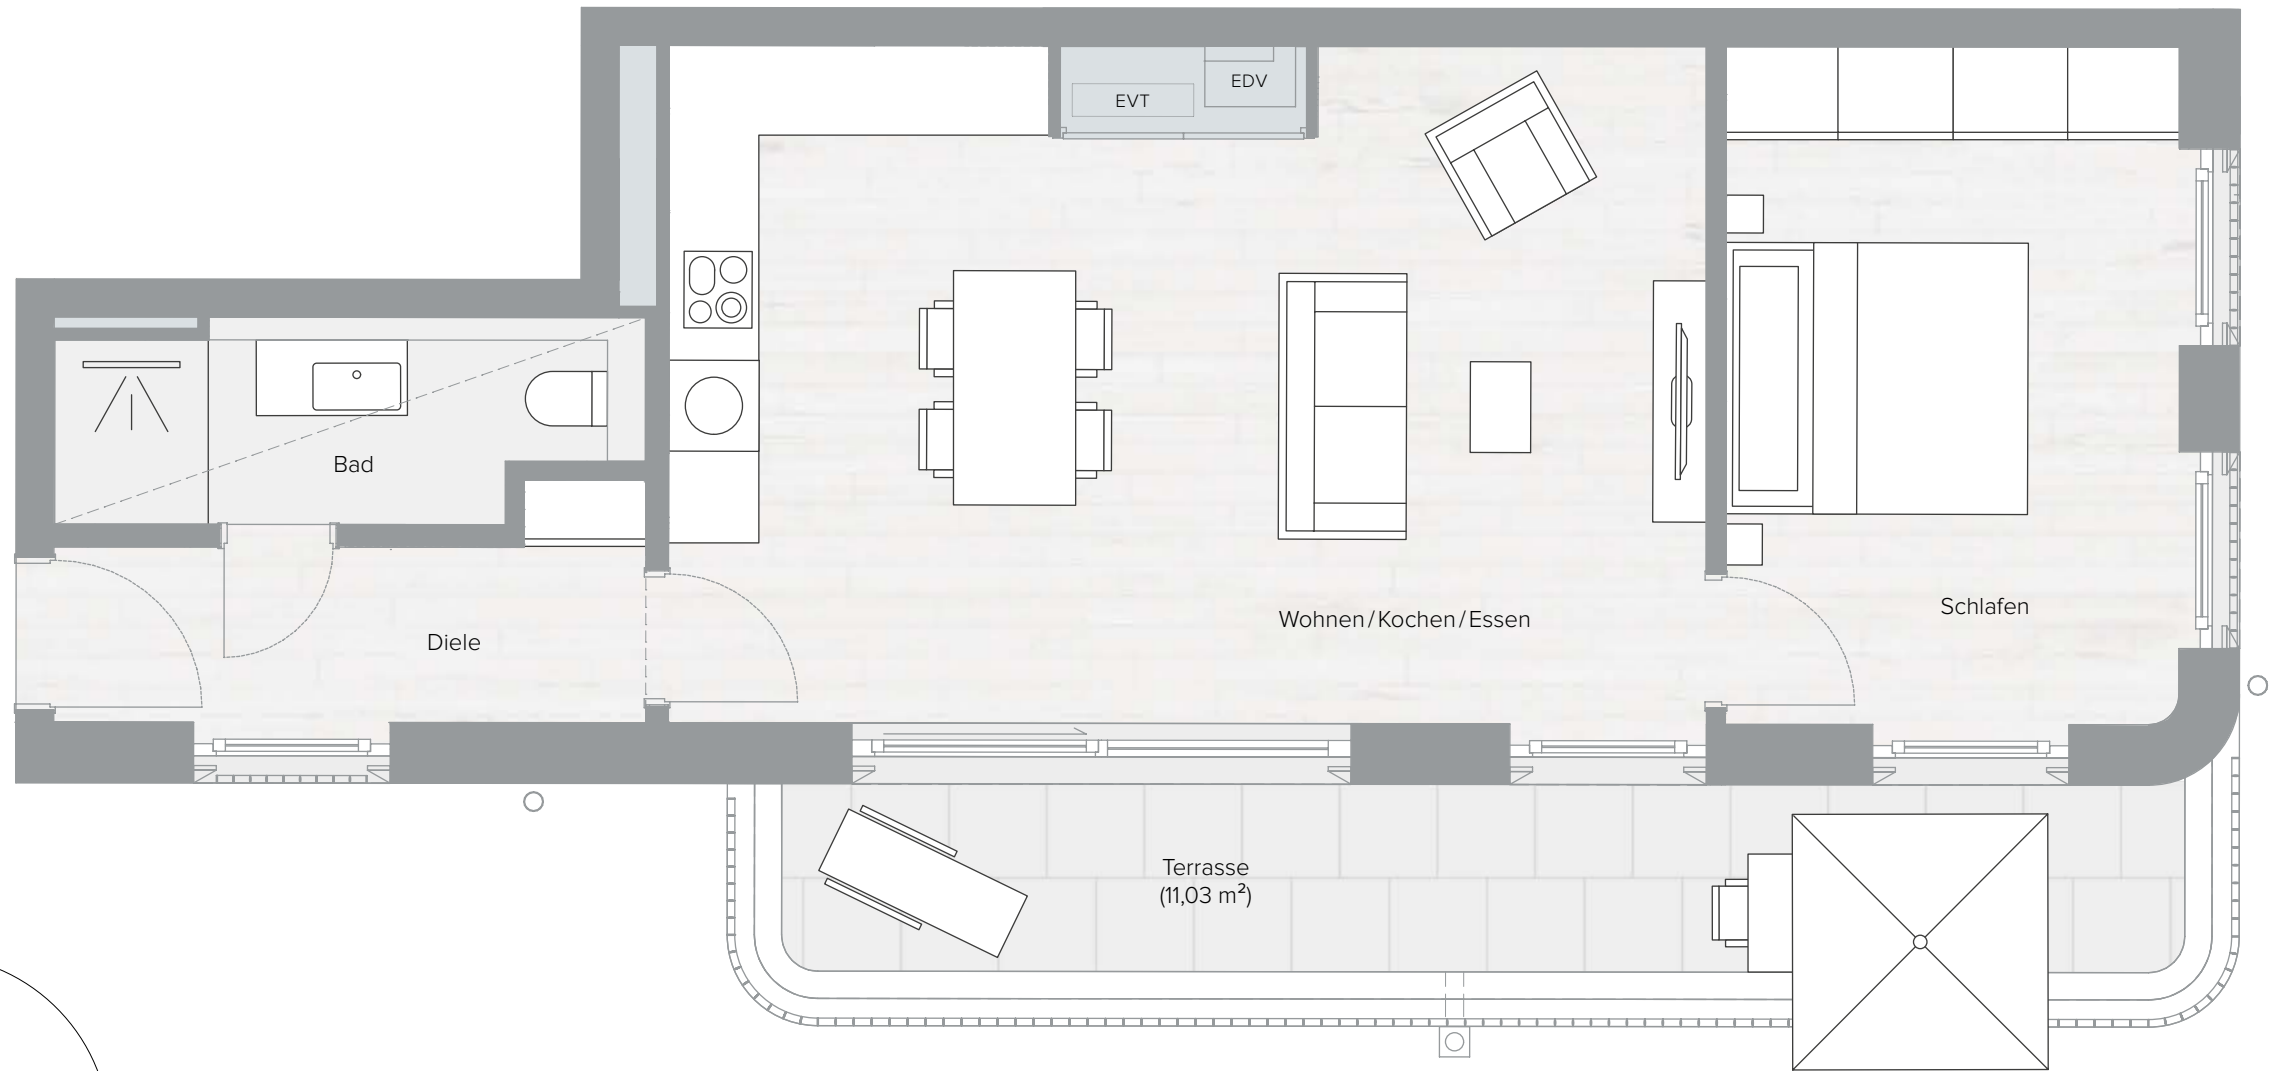 EVT
EDV
Bad
Diele
Wohnen/Kochen/Essen
Schlafen
Terrasse
(11,03 m²)